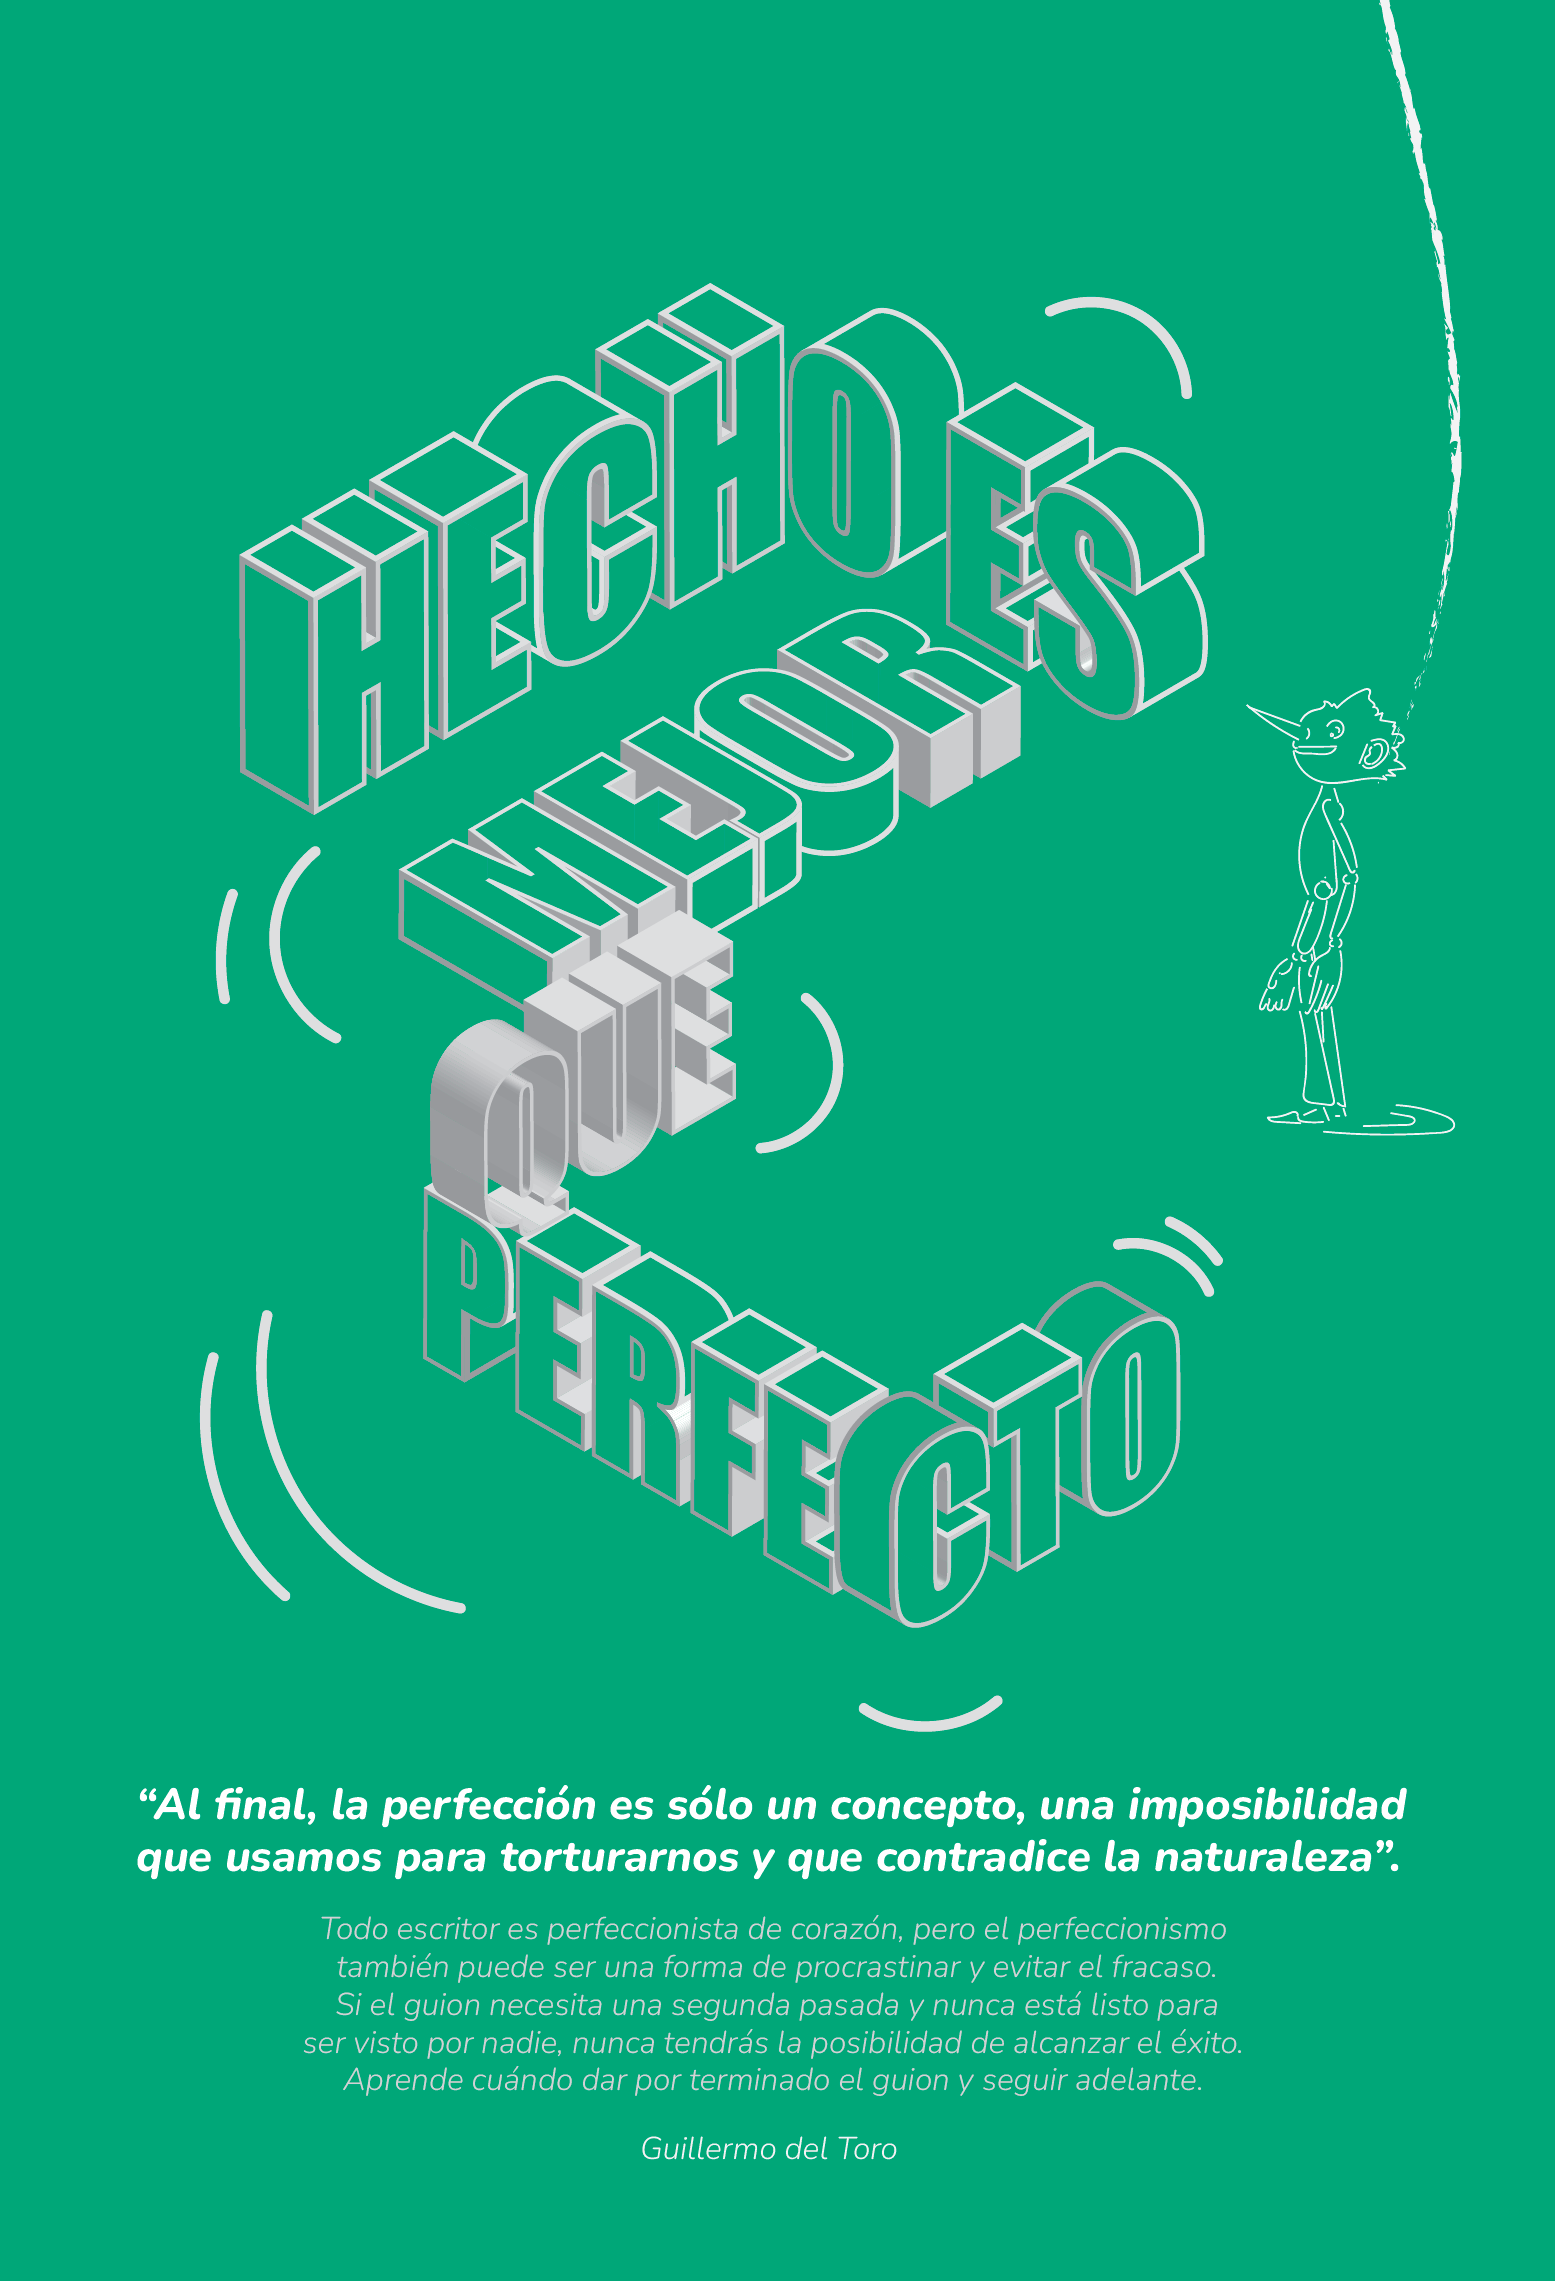 HECHO ES
MEJOR
QUE
PERFECTO
“Al final, la perfección es sólo un concepto, una imposibilidad
que usamos para torturarnos y que contradice la naturaleza”.
Todo escritor es perfeccionista de corazón, pero el perfeccionismo
también puede ser una forma de procrastinar y evitar el fracaso.
Si el guion necesita una segunda pasada y nunca está listo para
ser visto por nadie, nunca tendrás la posibilidad de alcanzar el éxito.
Aprende cuándo dar por terminado el guion y seguir adelante.
Guillermo del Toro